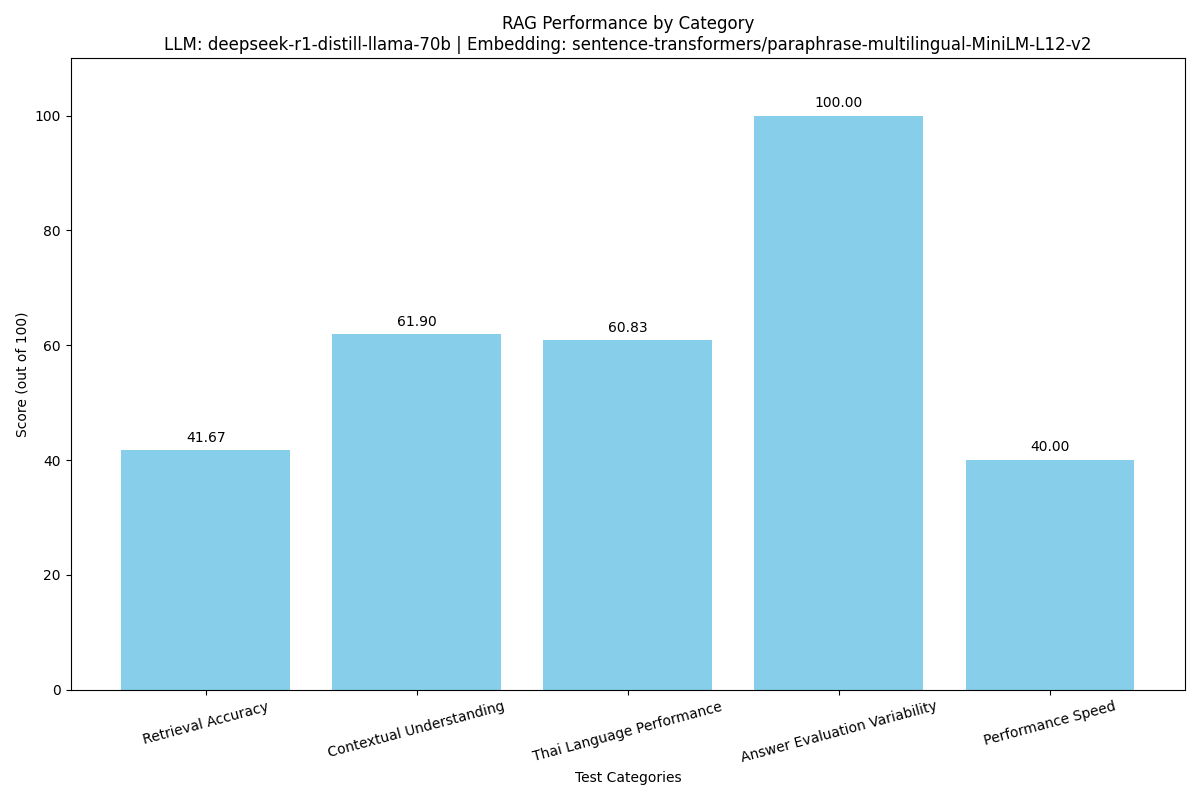 RAG Performance by Category
LLM: deepseek-r1-distill-llama-70b | Embedding: sentence-transformers/paraphrase-multilingual-MiniLM-L12-v2
Score (out of 100)
100
80
60
40
20
0
41.67
61.90
60.83
100.00
40.00
Retrieval Accuracy
Contextual Understanding
Thai Language Performance
Answer Evaluation Variability
Performance Speed
Test Categories